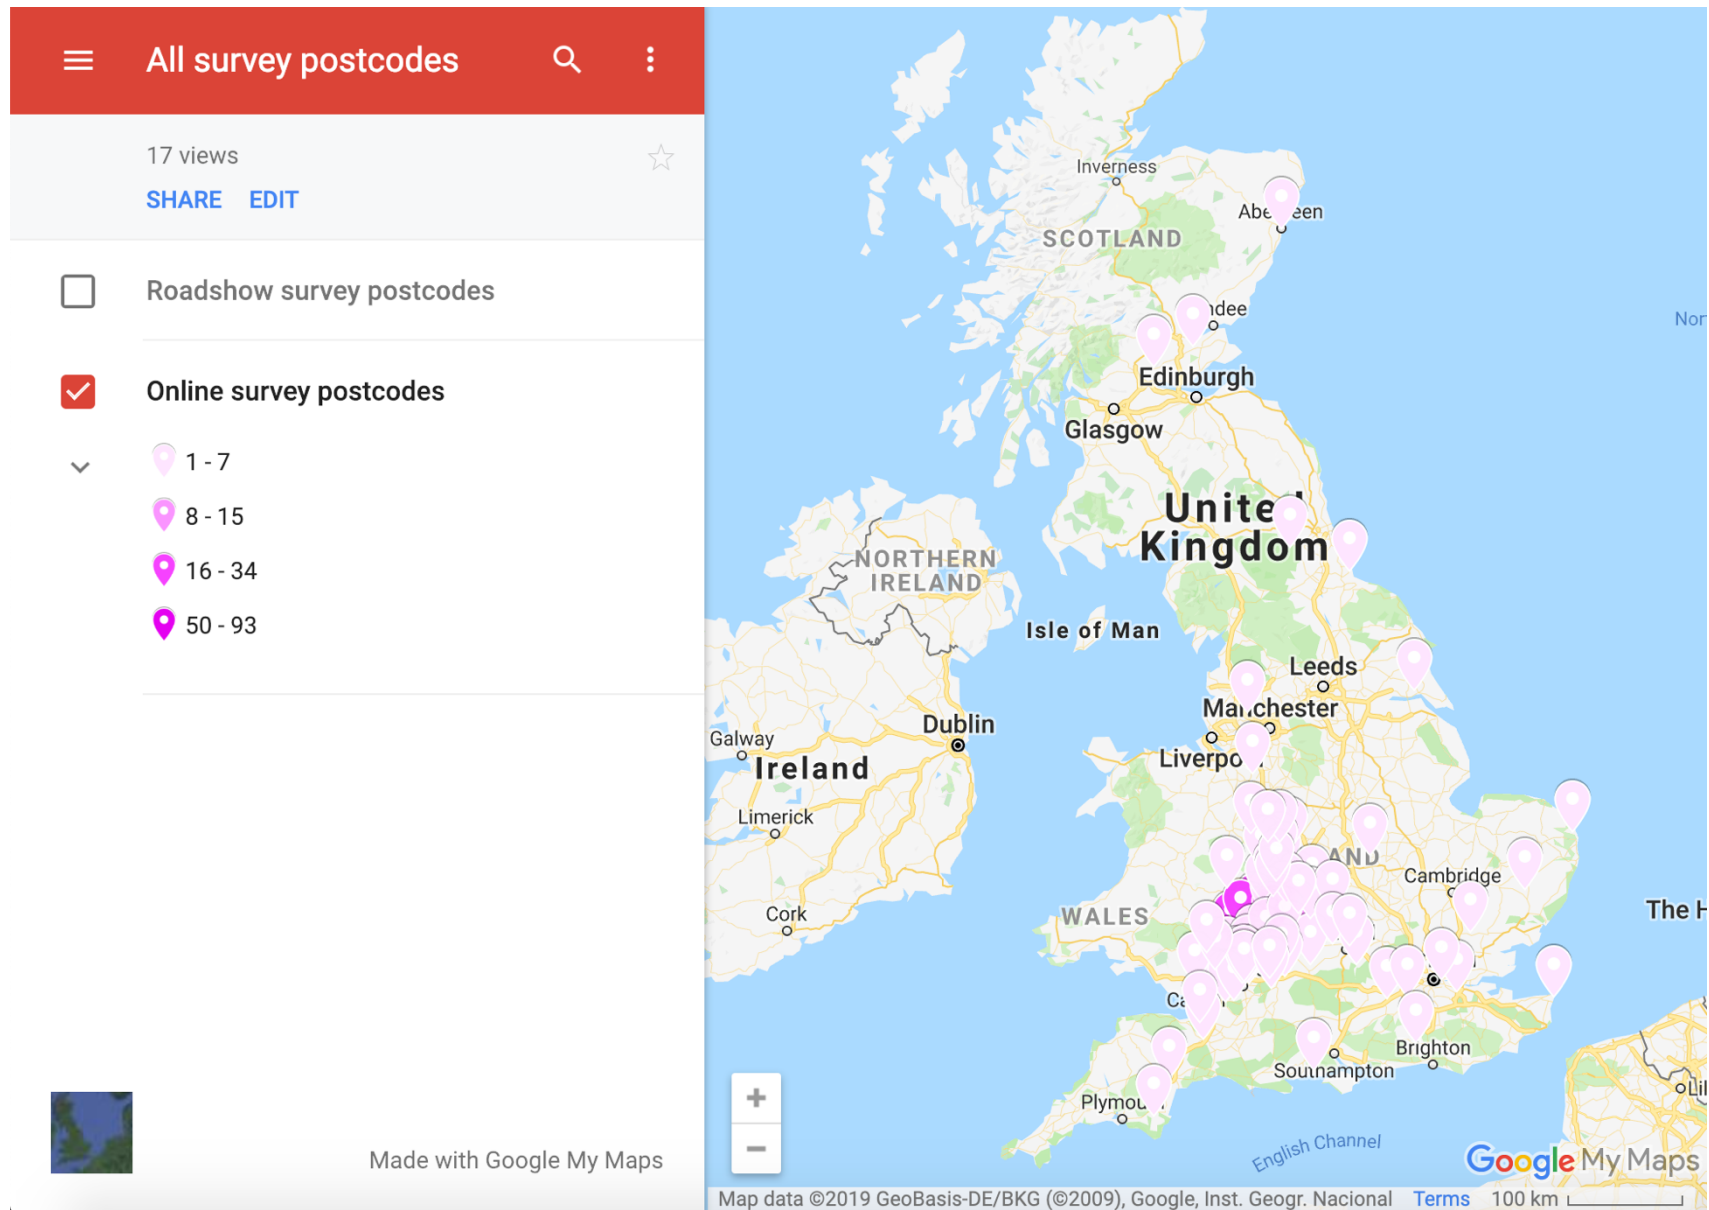 All survey postcodes
17 views
SHARE EDIT
Roadshow survey postcodes
Online survey postcodes
1 - 7
8 - 15
16 - 34
50 - 93
Made with Google My Maps
Inverness
SCOTLAND
Edinburgh
Glasgow
United
Kingdom
NORTHERN
IRELAND
Isle of Man
Leeds
Manchester
Dublin
Galway
Ireland
Limerick
Cambridge
Cork
WALES
The H
Brighton
Southampton
English Channel
Google My Maps
Map data ©2019 GeoBasis-DE/BKG (©2009), Google, Inst. Geogr. Nacional Terms 100 km